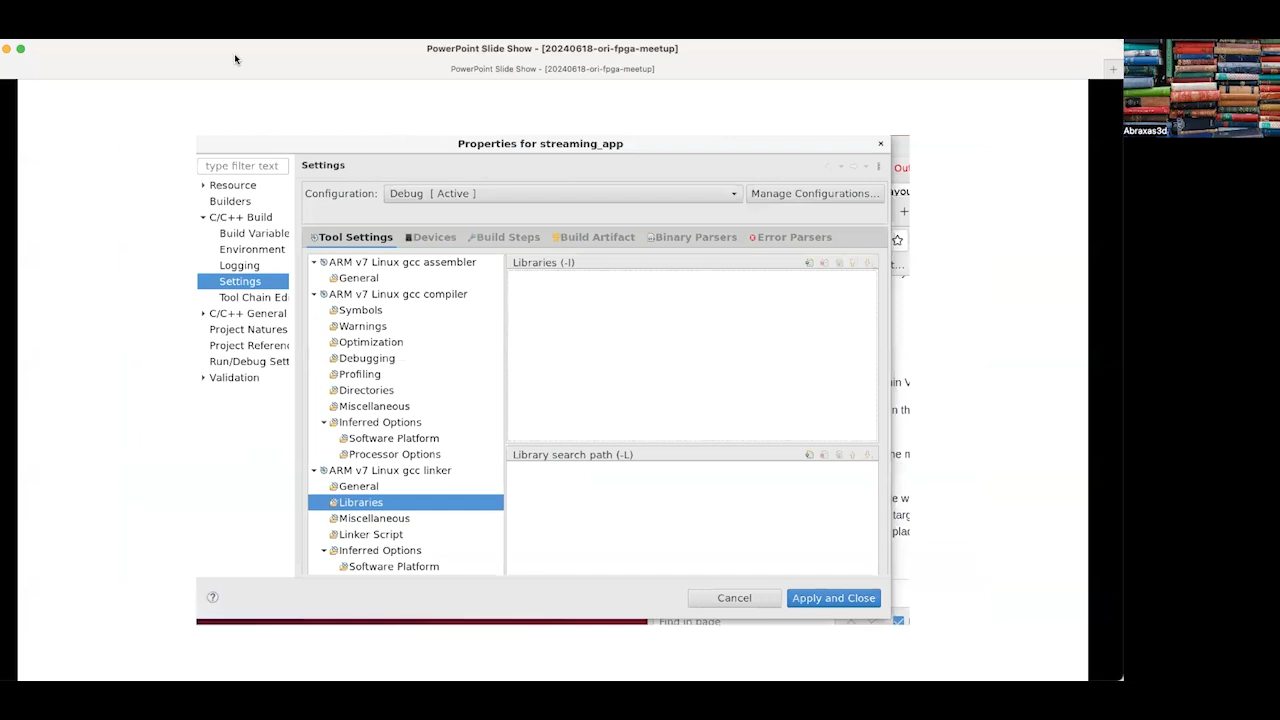 PowerPoint Slide Show - [20240618-ori-fpga-meetup]
PowerPoint Slide Show - [20240618-ori-fpga-meetup]
Abraxas3d
Properties for streaming_app
type filter text
Settings
Resource
Builders
C/C++ Build
Build Variable
Environment
Logging
Settings
Tool Chain Ed
C/C++ General
Project Natures
Project Referen
Run/Debug Sett
Validation
Configuration:
Debug [ Active ]
Manage Configurations...
Tool Settings
Devices
Build Steps
Build Artifact
Binary Parsers
Error Parsers
ARM v7 Linux gcc assembler
General
ARM v7 Linux gcc compiler
Symbols
Warnings
Optimization
Debugging
Profiling
Directories
Miscellaneous
Inferred Options
Software Platform
Processor Options
ARM v7 Linux gcc linker
General
Libraries
Miscellaneous
Linker Script
Inferred Options
Software Platform
Libraries (-l)
Library search path (-L)
Cancel
Apply and Close
Find in page